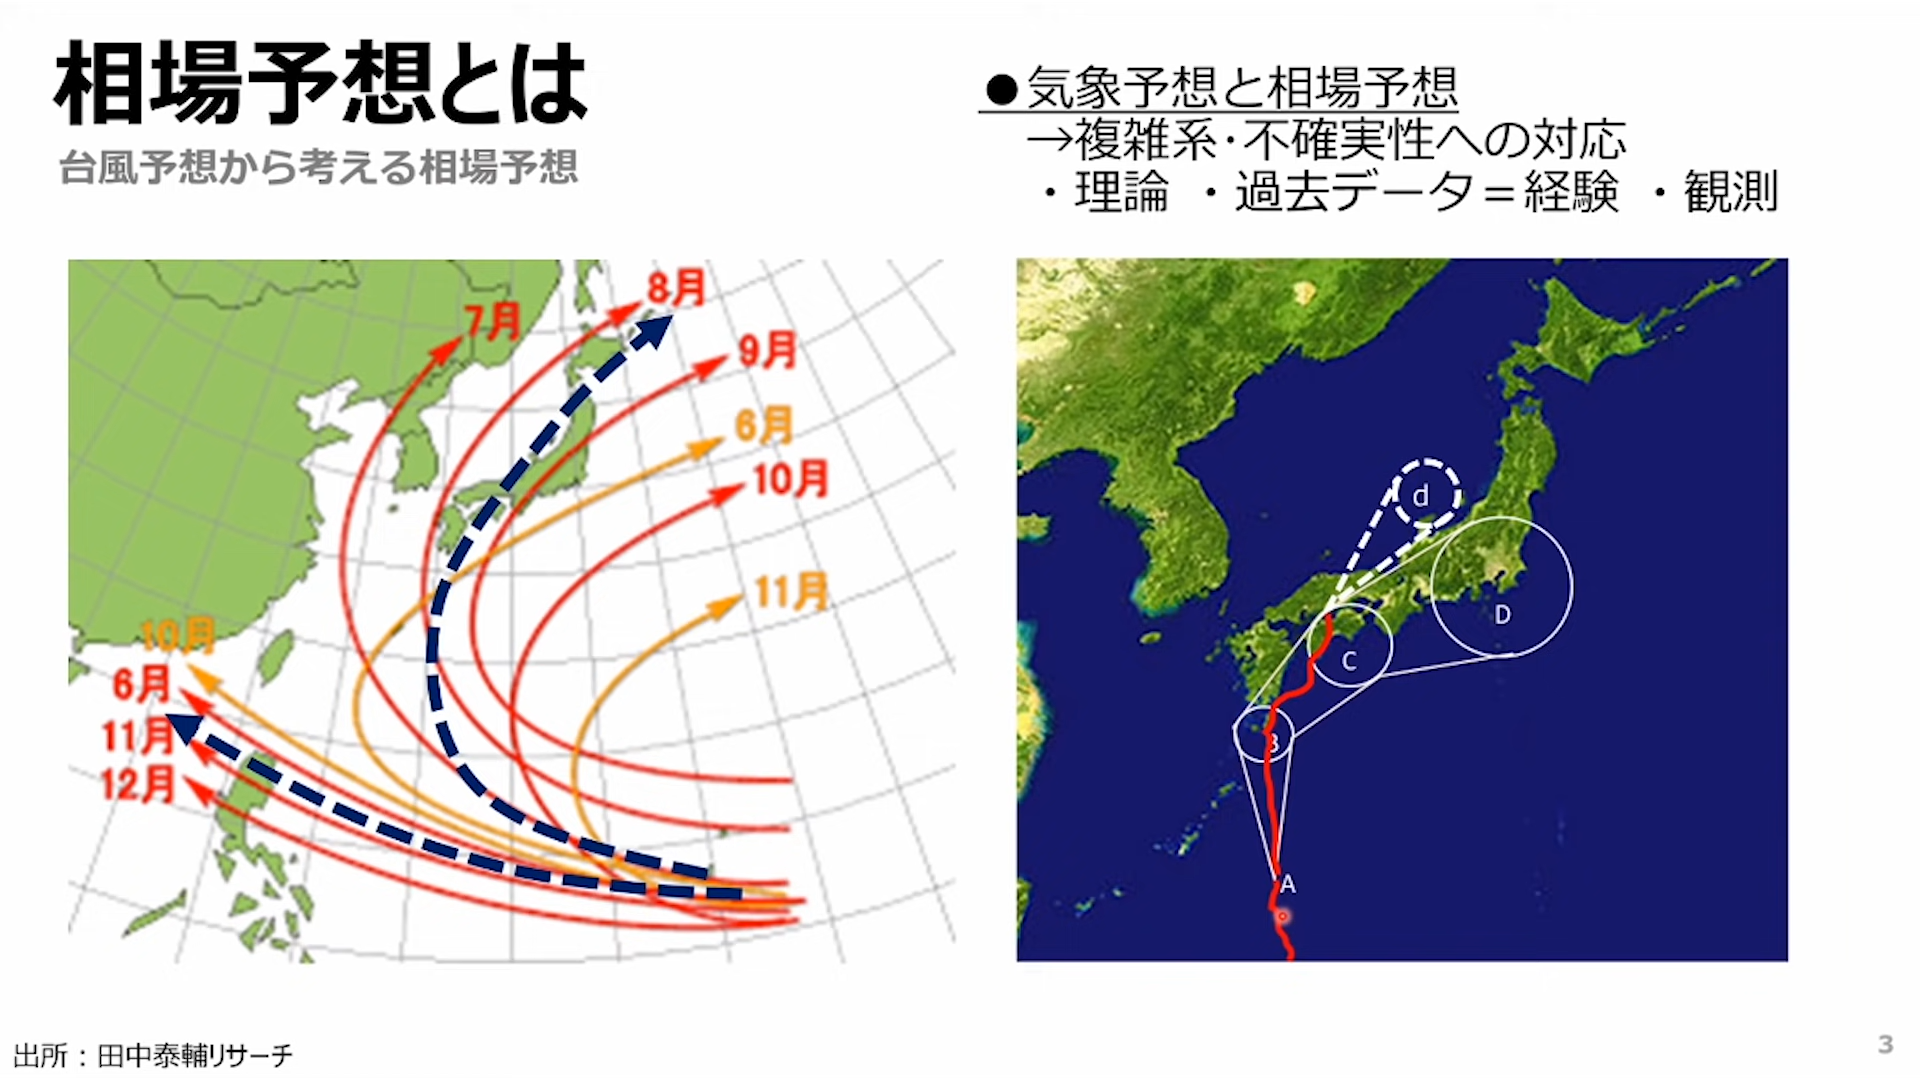 相場予想とは
台風予想から考える相場予想
●気象予想と相場予想
→複雑系・不確実性への対応
・理論 ・過去データ＝経験 ・観測
8月
7月
9月
6月
10月
11月
10月
6月
11月
12月
d
D
C
B
A
出所：田中泰輔リサーチ
3